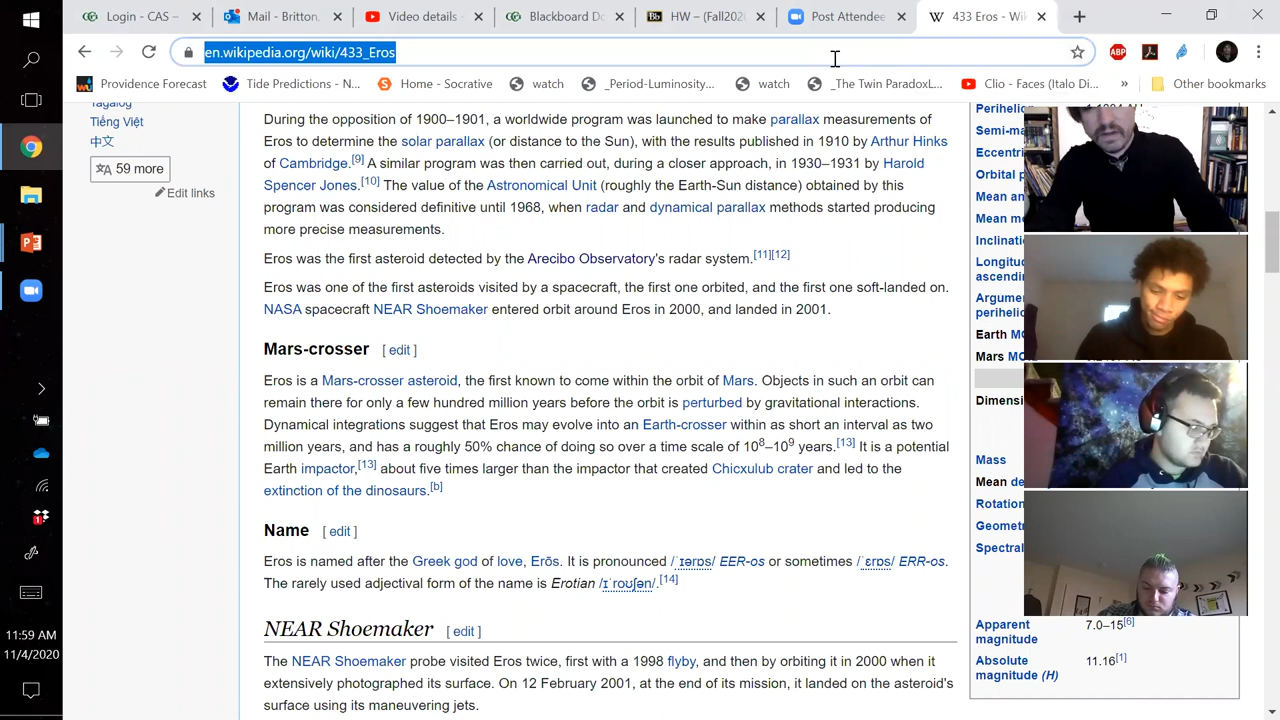 Login - CAS –
Mail - Britton,
Video details -
Blackboard Do
HW – (Fall202
Post Attendee
433 Eros - Wik
en.wikipedia.org/wiki/433_Eros
Providence Forecast
Tide Predictions - N...
Home - Socrative
watch
_Period-Luminosity...
watch
_The Twin ParadoxL...
Clio - Faces (Italo Di...
»
Other bookmarks
Tagalog
Tiếng Việt
中文
59 more
Edit links
During the opposition of 1900–1901, a worldwide program was launched to make parallax measurements of
Eros to determine the solar parallax (or distance to the Sun), with the results published in 1910 by Arthur Hinks
of Cambridge.[9] A similar program was then carried out, during a closer approach, in 1930–1931 by Harold
Spencer Jones.[10] The value of the Astronomical Unit (roughly the Earth-Sun distance) obtained by this
program was considered definitive until 1968, when radar and dynamical parallax methods started producing
more precise measurements.
Eros was the first asteroid detected by the Arecibo Observatory's radar system.[11][12]
Eros was one of the first asteroids visited by a spacecraft, the first one orbited, and the first one soft-landed on.
NASA spacecraft NEAR Shoemaker entered orbit around Eros in 2000, and landed in 2001.
Mars-crosser [ edit ]
Eros is a Mars-crosser asteroid, the first known to come within the orbit of Mars. Objects in such an orbit can
remain there for only a few hundred million years before the orbit is perturbed by gravitational interactions.
Dynamical integrations suggest that Eros may evolve into an Earth-crosser within as short an interval as two
million years, and has a roughly 50% chance of doing so over a time scale of 10⁸–10⁹ years.[13] It is a potential
Earth impactor,[13] about five times larger than the impactor that created Chicxulub crater and led to the
extinction of the dinosaurs.[b]
Name [ edit ]
Eros is named after the Greek god of love, Erōs. It is pronounced /ˈɪərɒs/ EER-os or sometimes /ˈɛrɒs/ ERR-os.
The rarely used adjectival form of the name is Erotian /ɪˈroʊʃən/.[14]
NEAR Shoemaker [ edit ]
The NEAR Shoemaker probe visited Eros twice, first with a 1998 flyby, and then by orbiting it in 2000 when it
extensively photographed its surface. On 12 February 2001, at the end of its mission, it landed on the asteroid's
surface using its maneuvering jets.
Perihelio
Semi-ma
Eccentri
Orbital p
Mean an
Mean mo
Inclinati
Longitu
ascendin
Argum
periheli
Earth MO
Mars MO
Dimensi
Mass
Mean de
Rotatio
Geomet
Spectral
Apparent
magnitude
7.0–15[6]
Absolute
magnitude (H)
11.16[1]
11:59 AM
11/4/2020